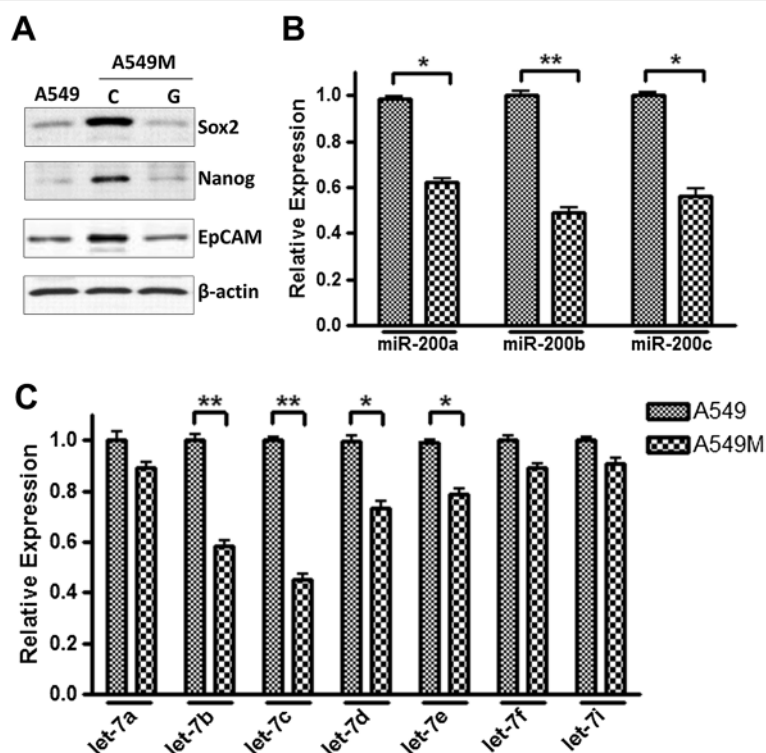 A
A549M
A549 C G
Sox2
Nanog
EpCAM
β-actin
B
* ** *
Relative Expression
1.0
0.8
0.6
0.4
0.2
0.0
miR-200a miR-200b miR-200c
C
** ** * *
Relative Expression
1.0
0.8
0.6
0.4
0.2
0.0
let-7a let-7b let-7c let-7d let-7e let-7f let-7i
A549
A549M